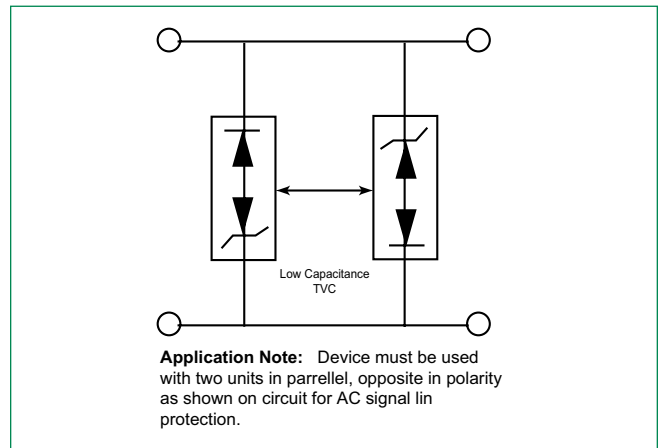 Low Capacitance
TVC
Application Note: Device must be used
with two units in parrellel, opposite in polarity
as shown on circuit for AC signal lin
protection.